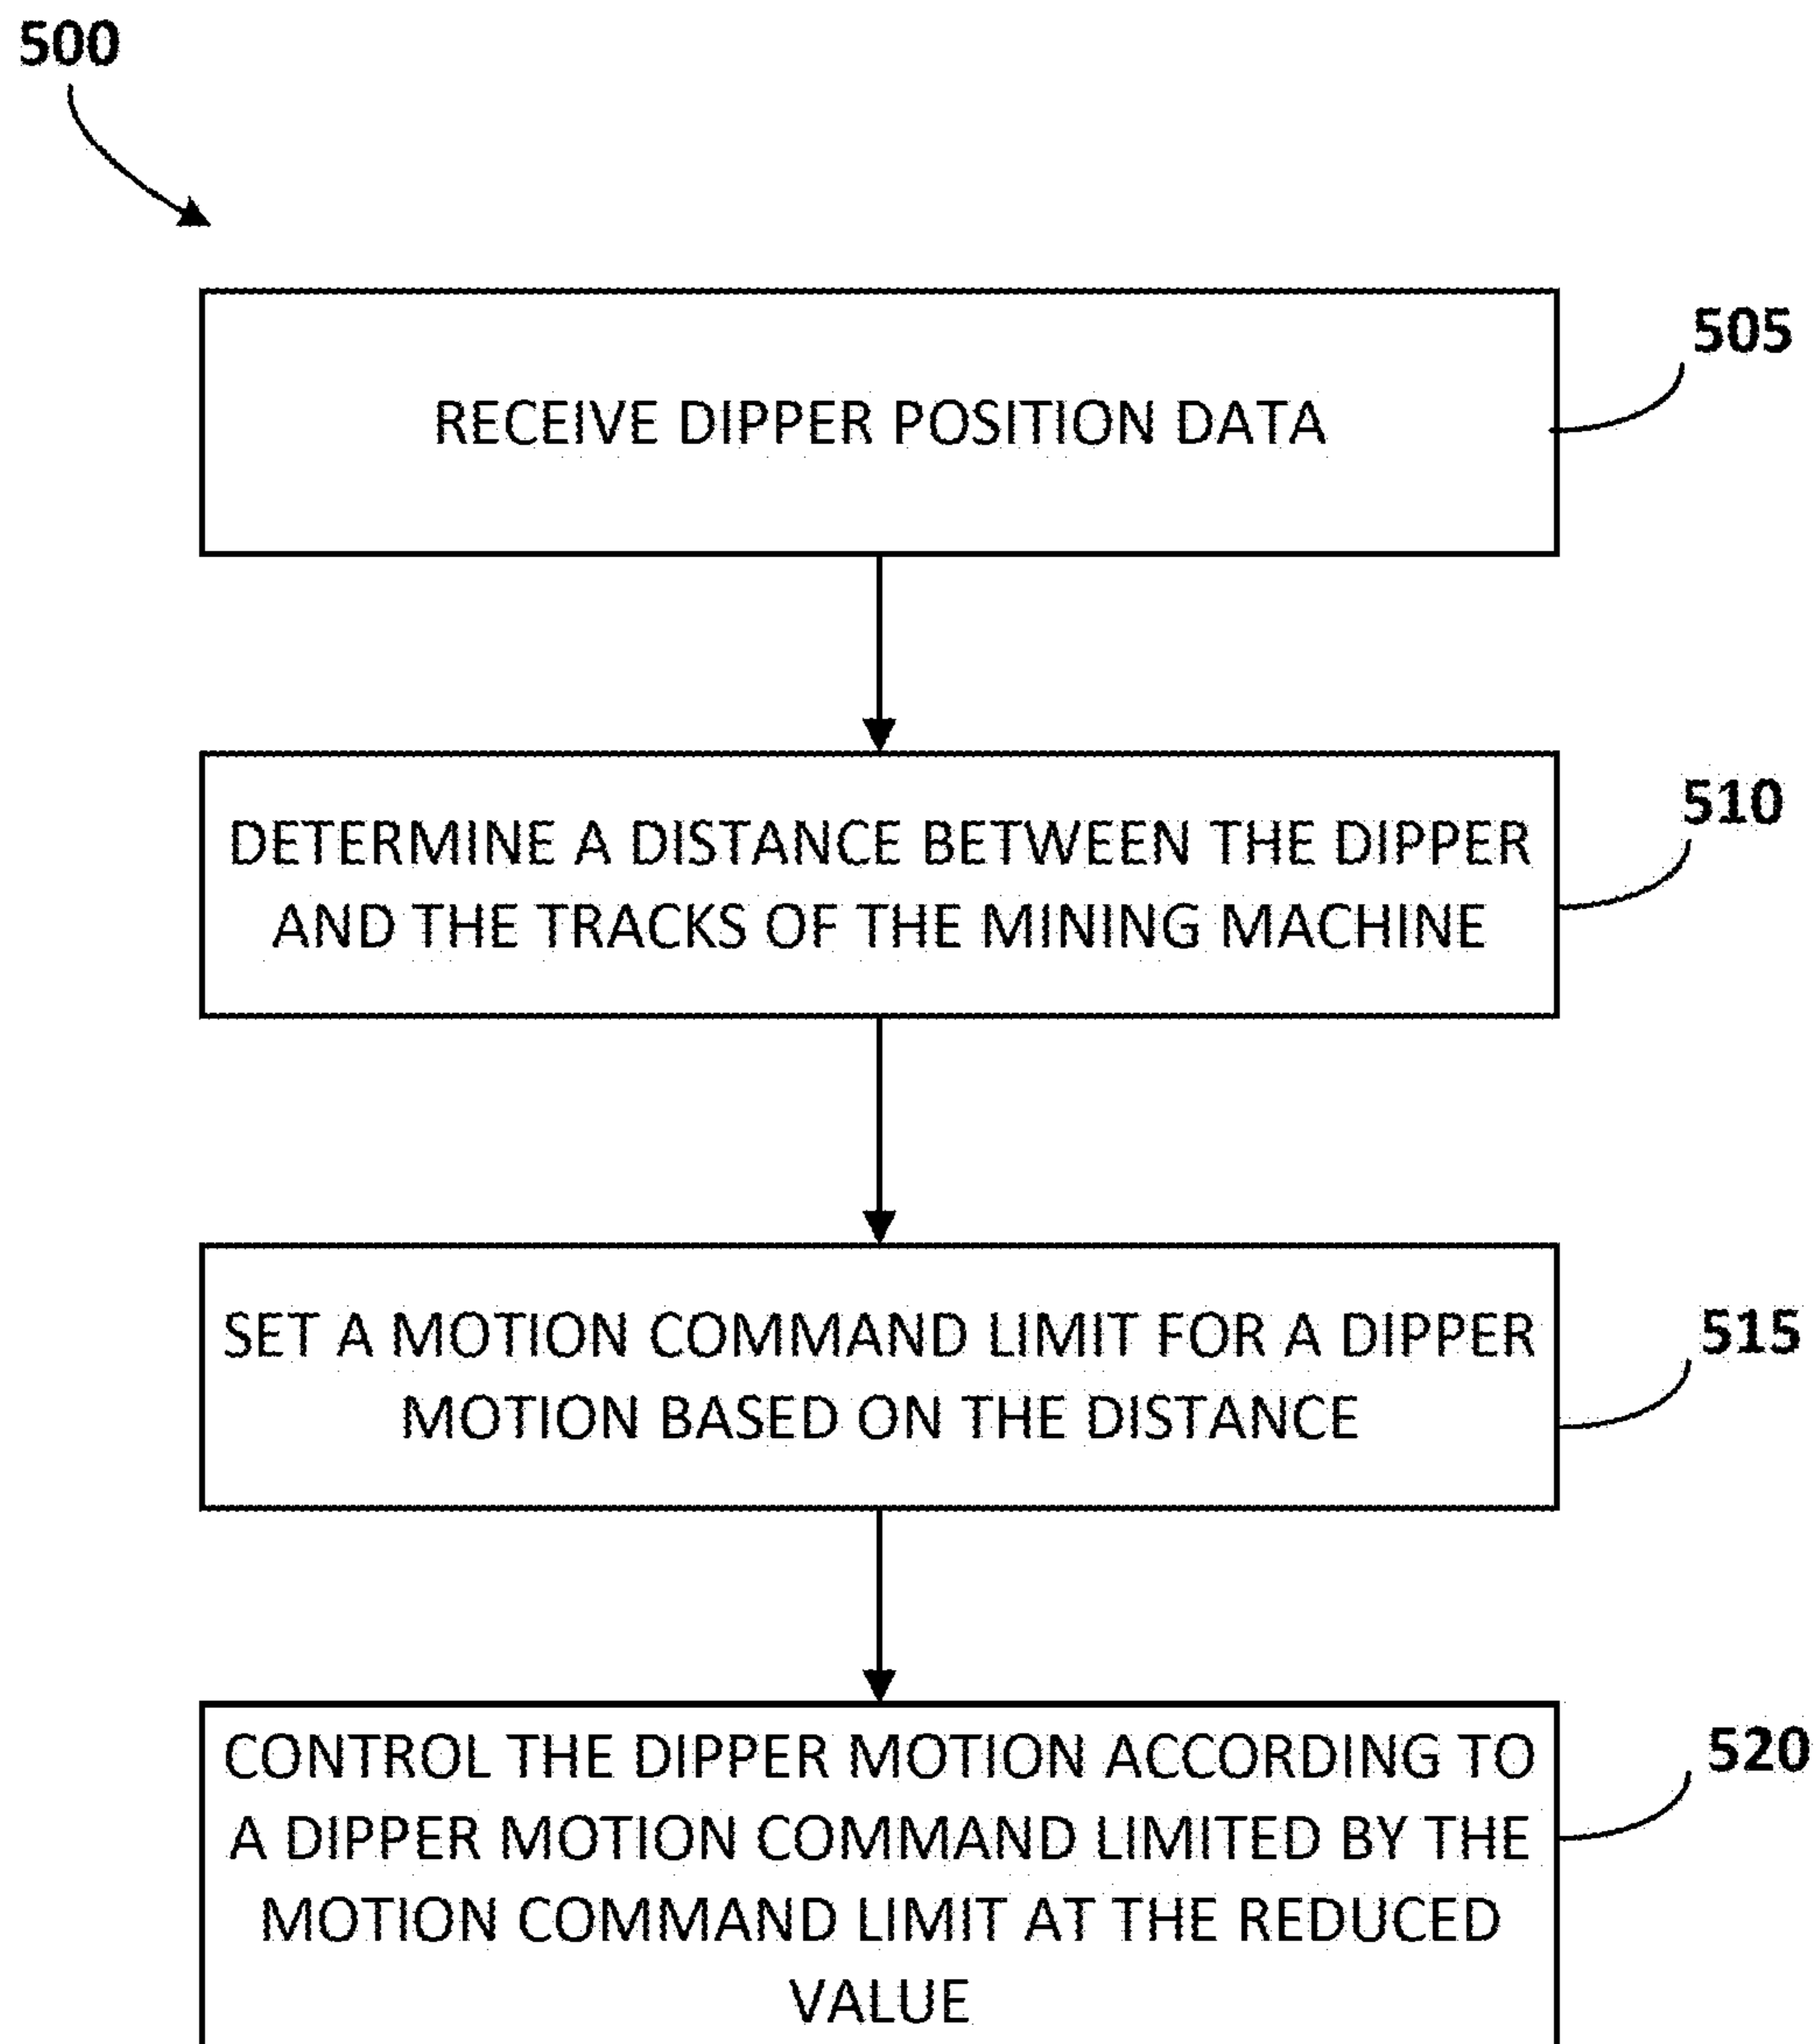 500
RECEIVE DIPPER POSITION DATA
505
DETERMINE A DISTANCE BETWEEN THE DIPPER
AND THE TRACKS OF THE MINING MACHINE
510
SET A MOTION COMMAND LIMIT FOR A DIPPER
MOTION BASED ON THE DISTANCE
515
CONTROL THE DIPPER MOTION ACCORDING TO
A DIPPER MOTION COMMAND LIMITED BY THE
MOTION COMMAND LIMIT AT THE REDUCED
VALUE
520